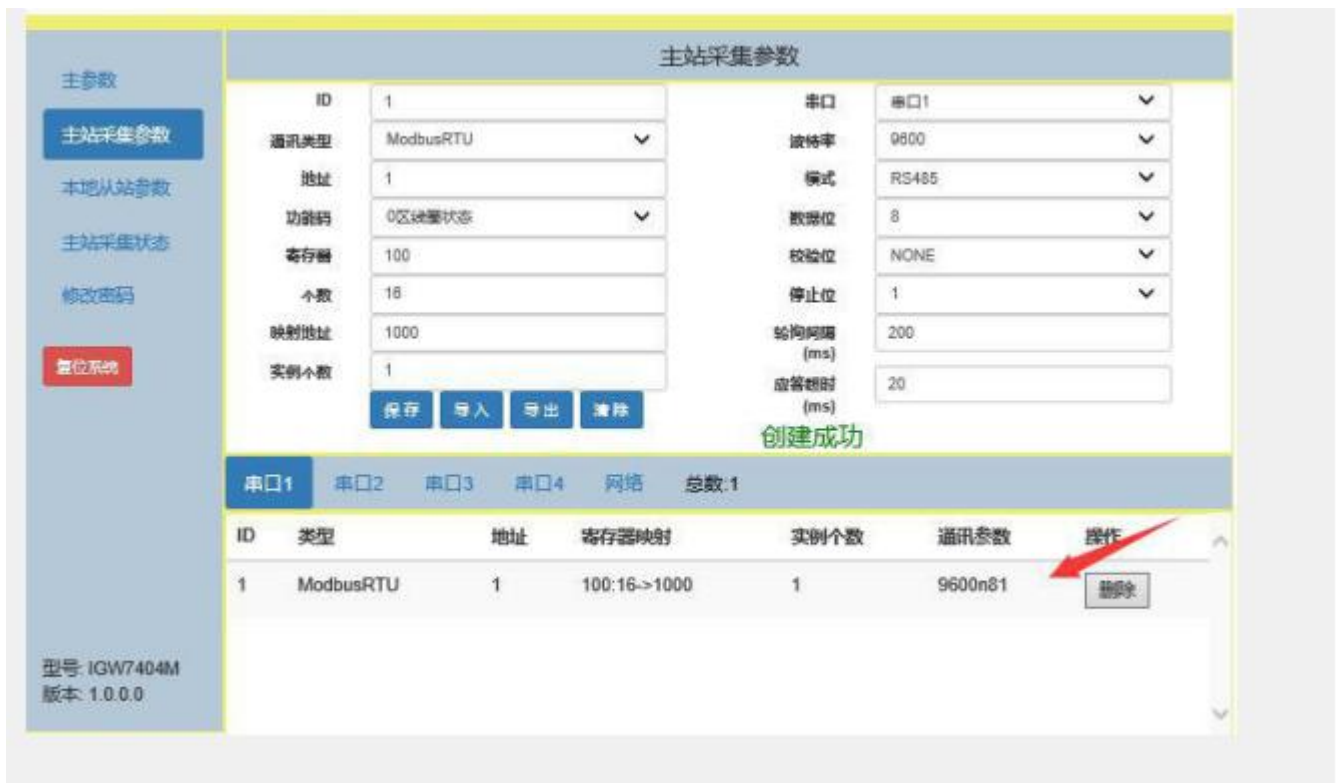 主站采集参数
主参数
主站采集参数
本地从站参数
主站采集状态
修改密码
复位系统
型号: IGW7404M
版本: 1.0.0.0
ID 1 串口 串口1
通讯类型 ModbusRTU 波特率 9600
地址 1 模式 RS485
功能码 0区线圈状态 数据位 8
寄存器 100 校验位 NONE
个数 16 停止位 1
映射地址 1000 轮询间隔 200
(ms)
实例个数 1 应答超时 20
(ms)
保存 导入 导出 清除
创建成功
串口1 串口2 串口3 串口4 网络 总数:1
ID 类型 地址 寄存器映射 实例个数 通讯参数 操作
1 ModbusRTU 1 100:16->1000 1 9600n81 删除